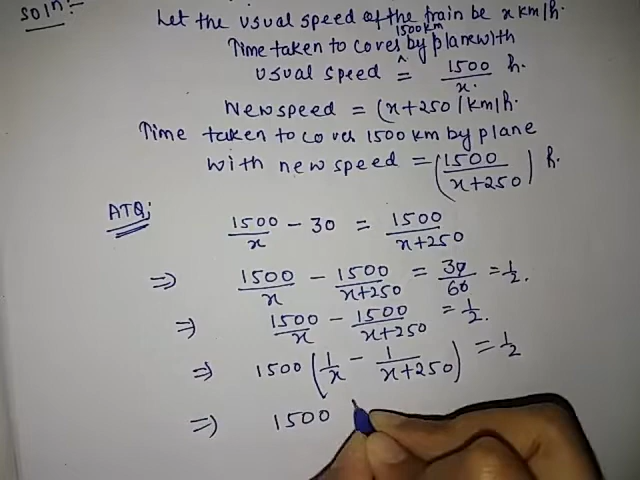 Soln:-
Let the usual speed of the train be x km/h.
Time taken to cover 1500km by plane with
usual speed = 1500/x h.
New speed = (x+250)km/h.
Time taken to cover 1500 km by plane
with new speed = (1500/x+250) h.
ATQ;
1500/x - 30 = 1500/x+250
=> 1500/x - 1500/x+250 = 30/60 = 1/2.
=> 1500/x - 1500/x+250 = 1/2.
=> 1500 (1/x - 1/x+250) = 1/2
=> 1500